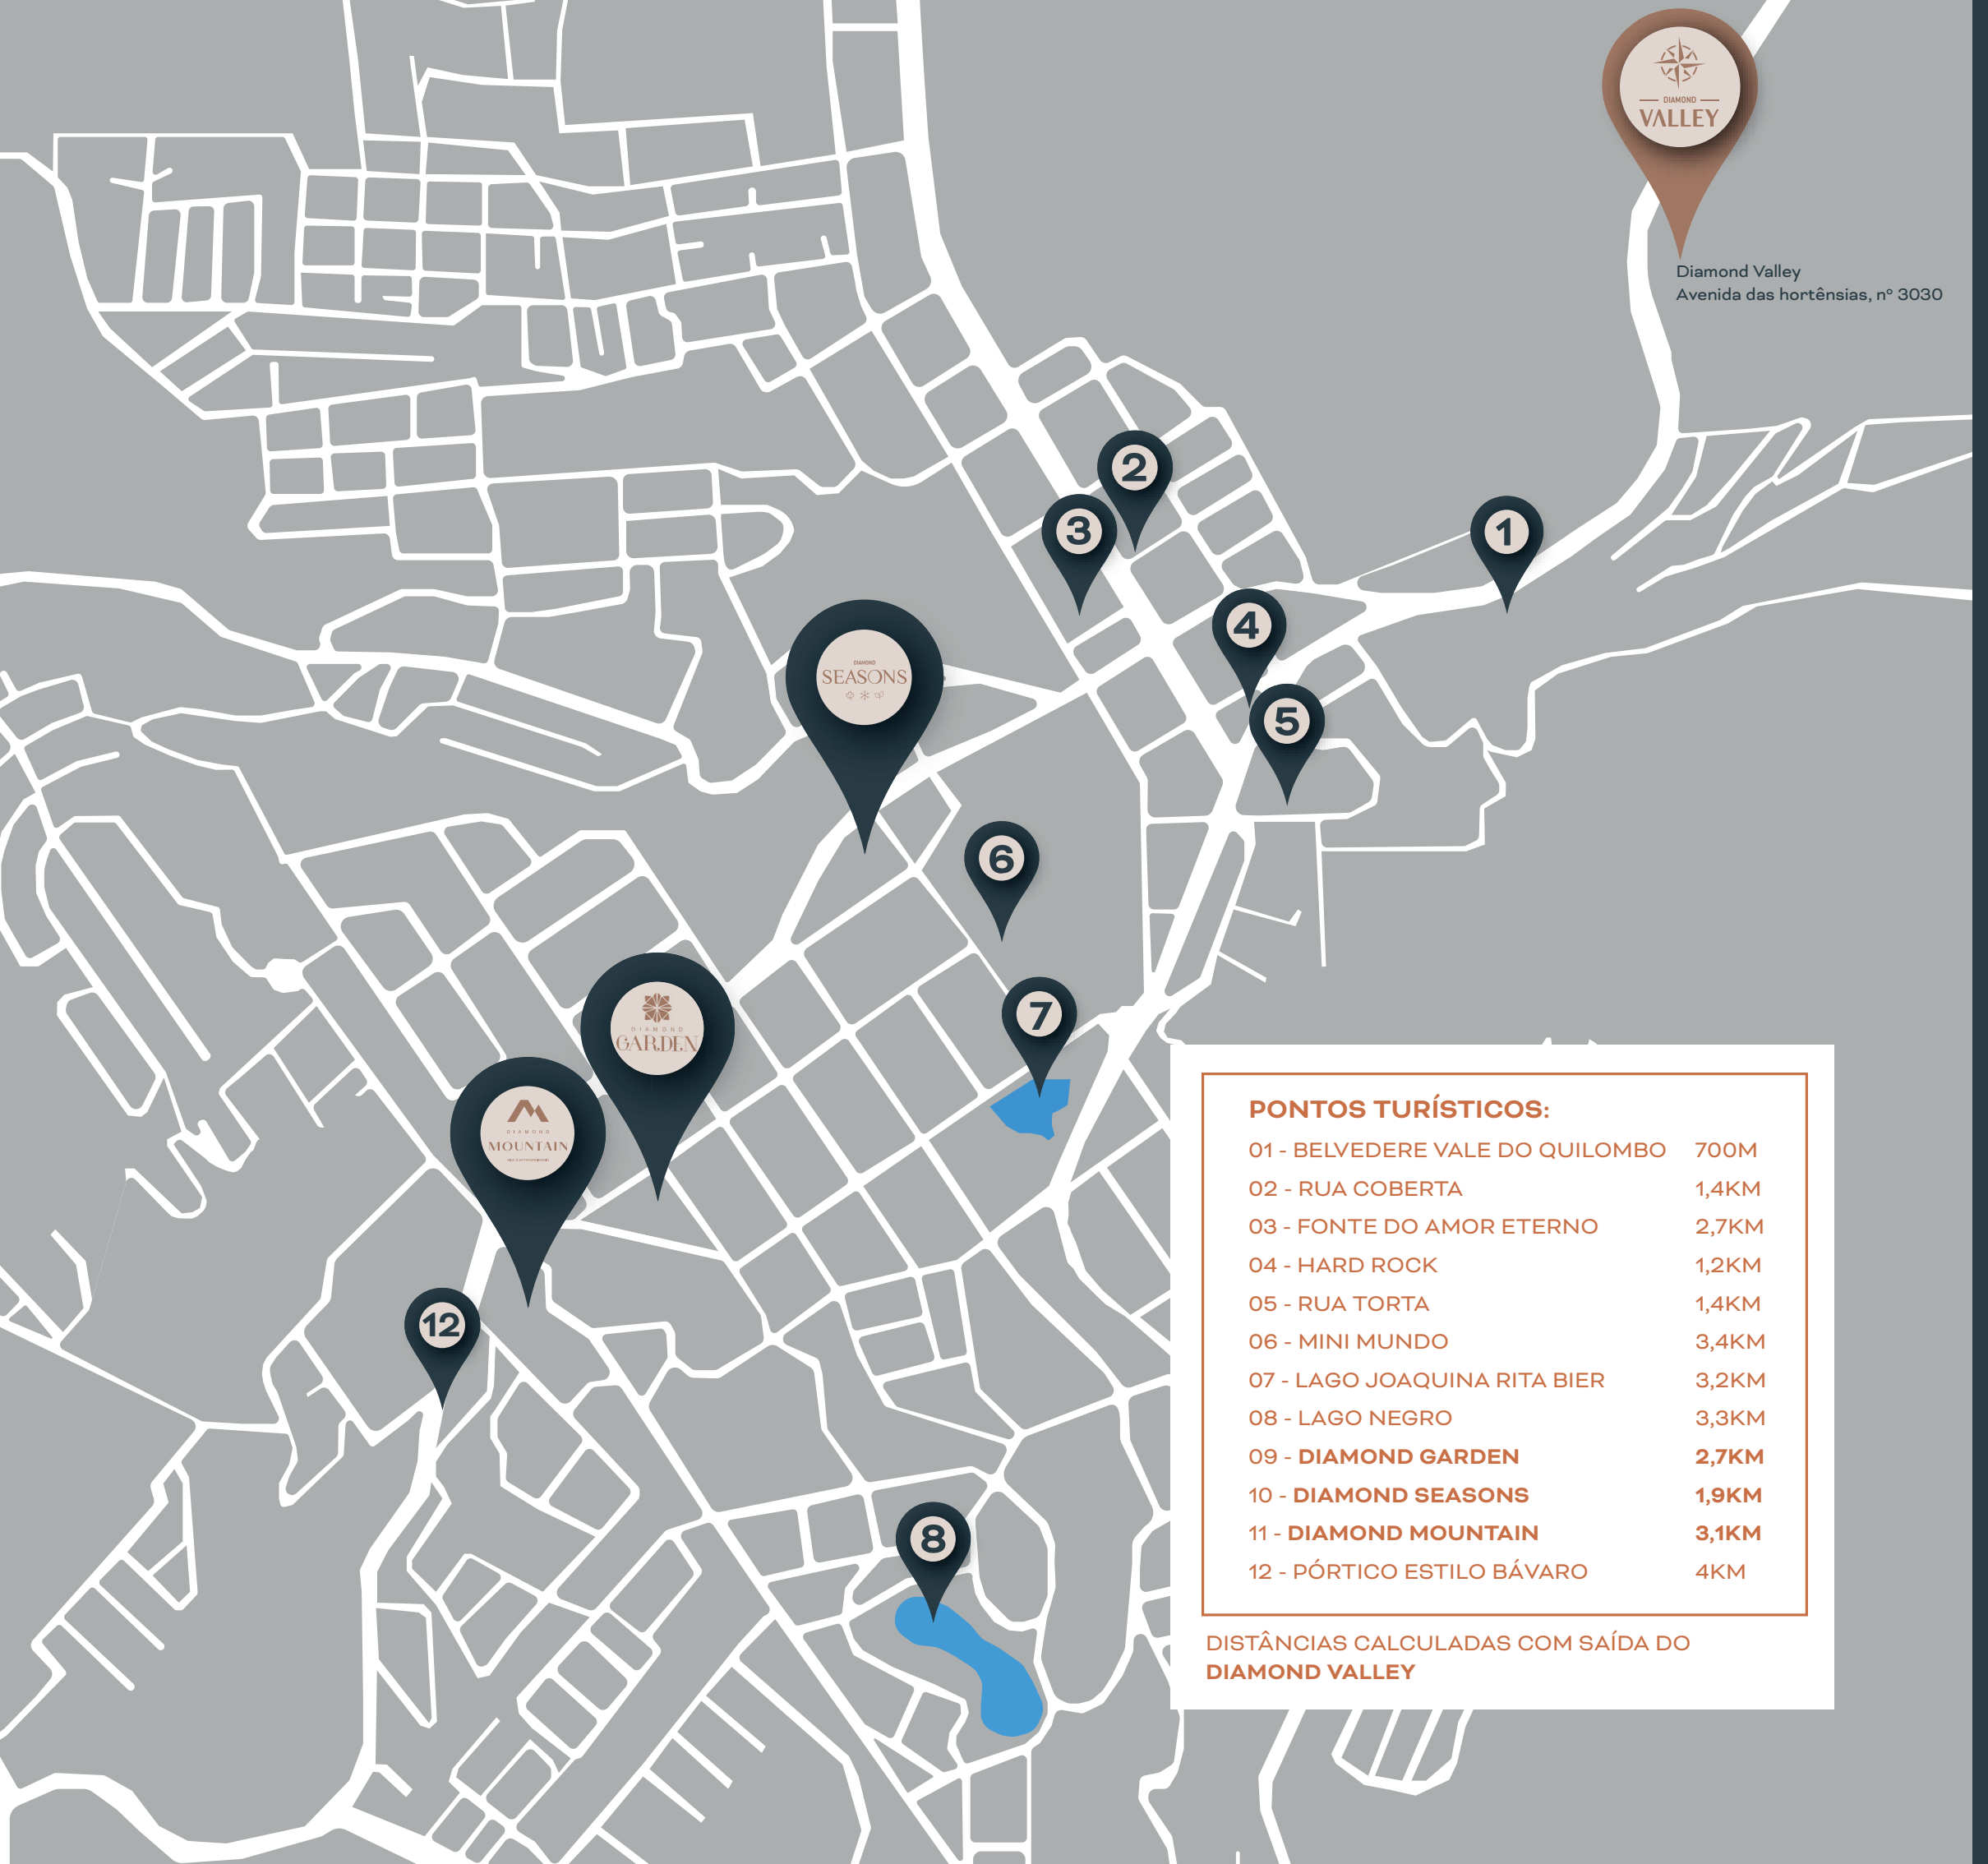 DIAMOND
VALLEY
Diamond Valley
Avenida das hortênsias, nº 3030
2
3
1
4
DIAMOND
SEASONS
5
6
7
DIAMOND
GARDEN
DIAMOND
MOUNTAIN
12
8
PONTOS TURÍSTICOS:
01 - BELVEDERE VALE DO QUILOMBO 700M
02 - RUA COBERTA 1,4KM
03 - FONTE DO AMOR ETERNO 2,7KM
04 - HARD ROCK 1,2KM
05 - RUA TORTA 1,4KM
06 - MINI MUNDO 3,4KM
07 - LAGO JOAQUINA RITA BIER 3,2KM
08 - LAGO NEGRO 3,3KM
09 - DIAMOND GARDEN 2,7KM
10 - DIAMOND SEASONS 1,9KM
11 - DIAMOND MOUNTAIN 3,1KM
12 - PÓRTICO ESTILO BÁVARO 4KM
DISTÂNCIAS CALCULADAS COM SAÍDA DO
DIAMOND VALLEY